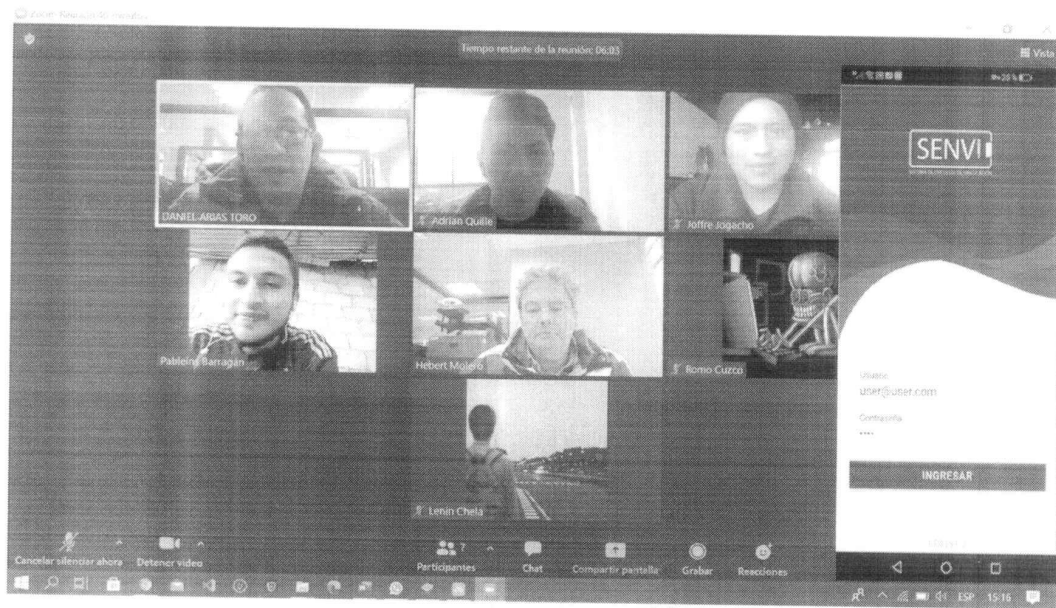 Tiempo restante de la reunión: 06:03
Vista
20 %
SENVI
DANIEL ARIAS TORO
Adrian Quille
Joffre Jogacho
Barragán
Hebert Molero
Romo Cuzco
Usuario
user@user.com
Contraseña
••••
INGRESAR
Lenin Chela
Cancelar silenciar ahora
Detener video
Participantes
7
Chat
Compartir pantalla
Grabar
Reacciones
ESP
15:16